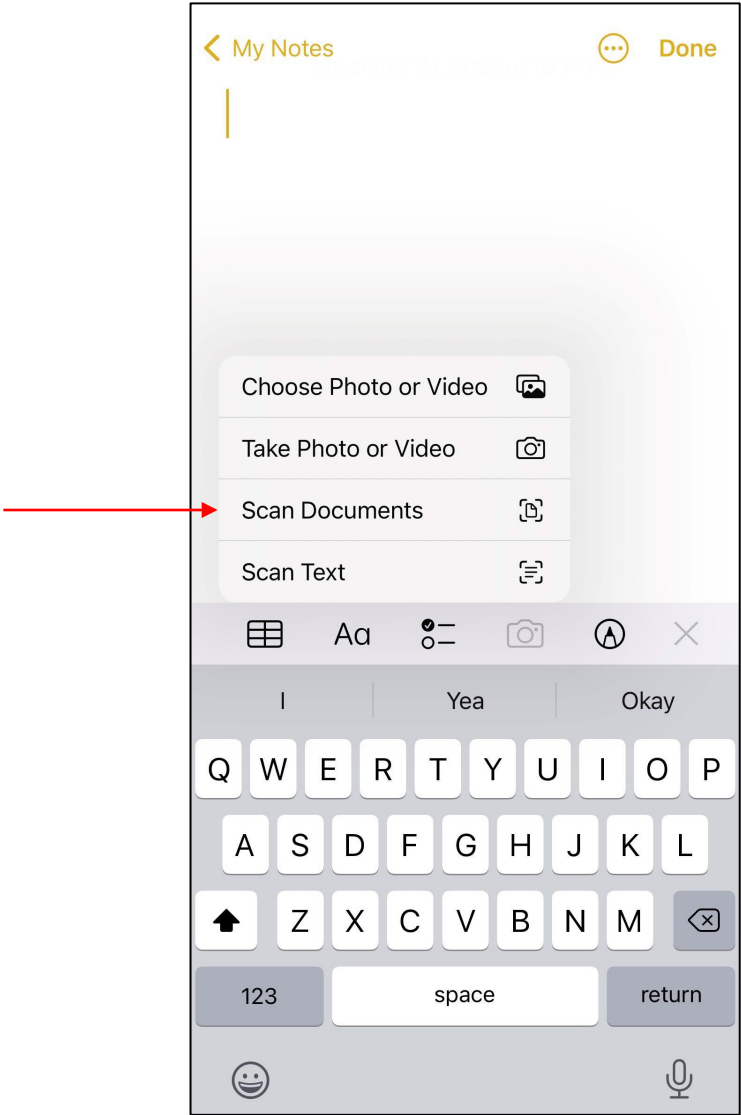 My Notes Done
Choose Photo or Video
Take Photo or Video
Scan Documents
Scan Text
Aa
I Yea Okay
Q W E R T Y U I O P
A S D F G H J K L
Z X C V B N M
123 space return